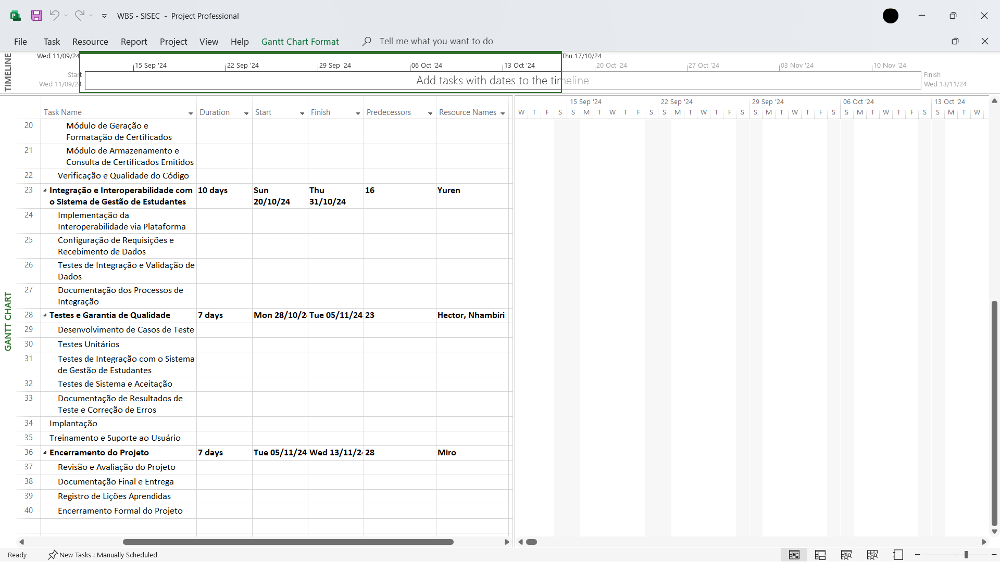 WBS - SISEC - Project Professional
File Task Resource Report Project View Help Gantt Chart Format Tell me what you want to do
TIMELINE
Wed 11/09/24 Thu 17/10/24
15 Sep '24 22 Sep '24 29 Sep '24 06 Oct '24 13 Oct '24 20 Oct '24 27 Oct '24 03 Nov '24 10 Nov '24
Start
Wed 11/09/24
Add tasks with dates to the timeline
Finish
Wed 13/11/24
GANTT CHART
Task Name Duration Start Finish Predecessors Resource Names
15 Sep '24 22 Sep '24 29 Sep '24 06 Oct '24 13 Oct '24
W T F S S M T W T F S S M T W T F S S M T W T F S S M T W T F S S M T W
20 Módulo de Geração e
Formatação de Certificados
21 Módulo de Armazenamento e
Consulta de Certificados Emitidos
22 Verificação e Qualidade do Código
23 Integração e Interoperabilidade com 10 days Sun Thu 16 Yuren
o Sistema de Gestão de Estudantes 20/10/24 31/10/24
24 Implementação da
Interoperabilidade via Plataforma
25 Configuração de Requisições e
Recebimento de Dados
26 Testes de Integração e Validação de
Dados
27 Documentação dos Processos de
Integração
28 Testes e Garantia de Qualidade 7 days Mon 28/10/2 Tue 05/11/24 23 Hector, Nhambiri
29 Desenvolvimento de Casos de Teste
30 Testes Unitários
31 Testes de Integração com o Sistema
de Gestão de Estudantes
32 Testes de Sistema e Aceitação
33 Documentação de Resultados de
Teste e Correção de Erros
34 Implantação
35 Treinamento e Suporte ao Usuário
36 Encerramento do Projeto 7 days Tue 05/11/24 Wed 13/11/2 28 Miro
37 Revisão e Avaliação do Projeto
38 Documentação Final e Entrega
39 Registro de Lições Aprendidas
40 Encerramento Formal do Projeto
Ready New Tasks : Manually Scheduled